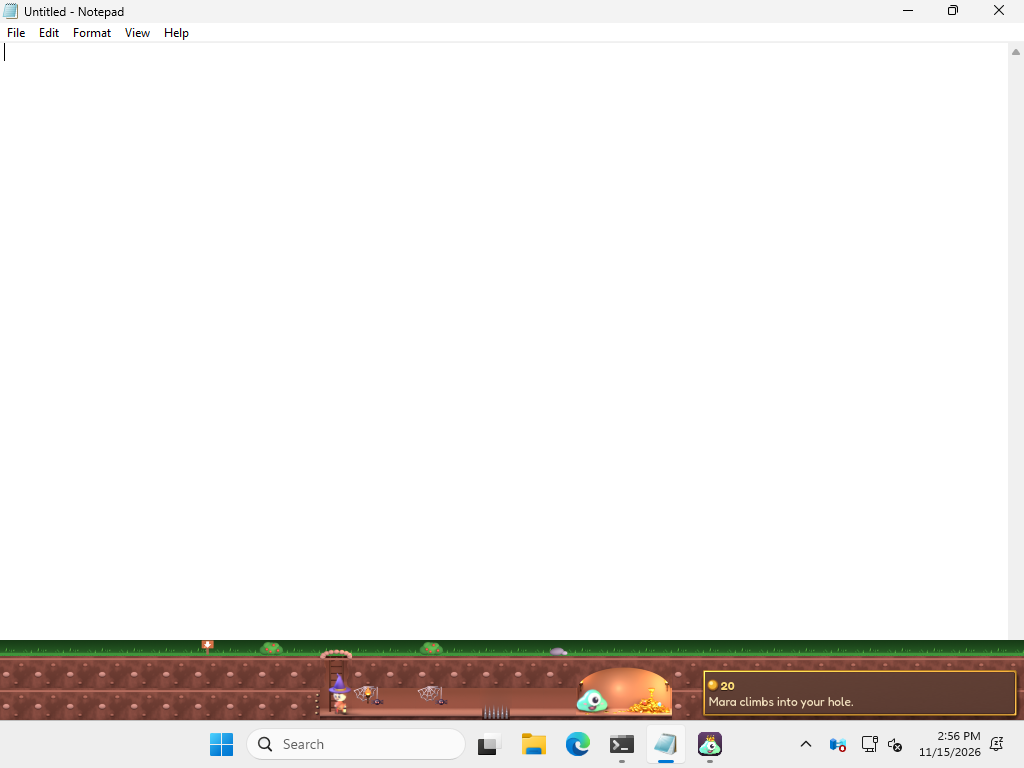 Untitled - Notepad
File Edit Format View Help
20
Mara climbs into your hole.
Search
2:56 PM
11/15/2026